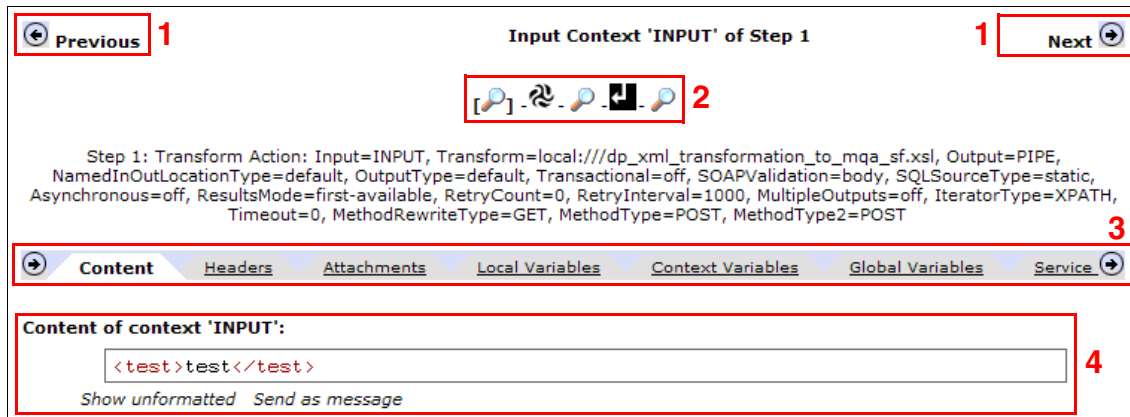 Previous 1 Input Context 'INPUT' of Step 1 1 Next
[ ] - - - - 2
Step 1: Transform Action: Input=INPUT, Transform=local:///dp_xml_transformation_to_mqa_sf.xsl, Output=PIPE,
NamedInOutLocationType=default, OutputType=default, Transactional=off, SOAPValidation=body, SQLSourceType=static,
Asynchronous=off, ResultsMode=first-available, RetryCount=0, RetryInterval=1000, MultipleOutputs=off, IteratorType=XPATH,
Timeout=0, MethodRewriteType=GET, MethodType=POST, MethodType2=POST
3
Content Headers Attachments Local Variables Context Variables Global Variables Service
Content of context 'INPUT':
<test>test</test>
4
Show unformatted Send as message